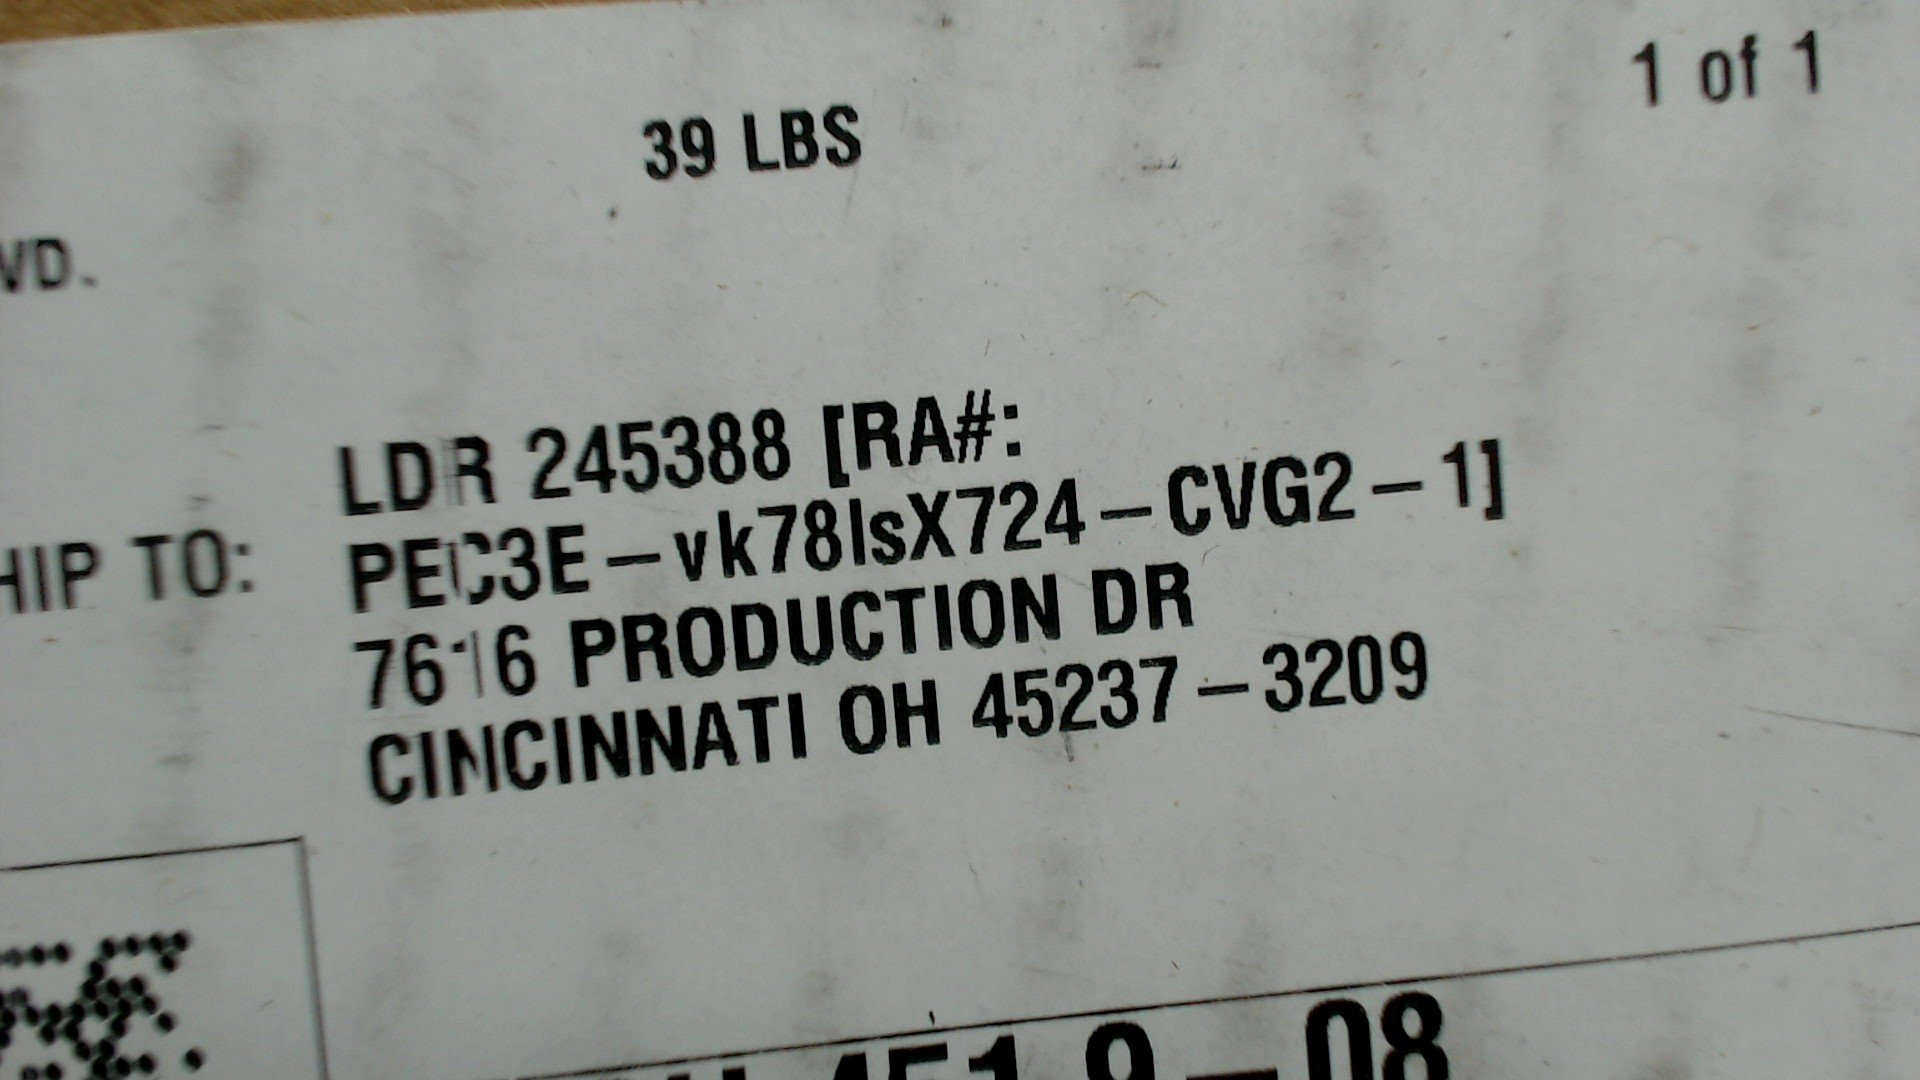 1 of 1
39 LBS
VD.
LDR 245388 [RA#:
HIP TO: PEC3E-vk78lsX724-CVG2-1]
7616 PRODUCTION DR
CINCINNATI OH 45237-3209